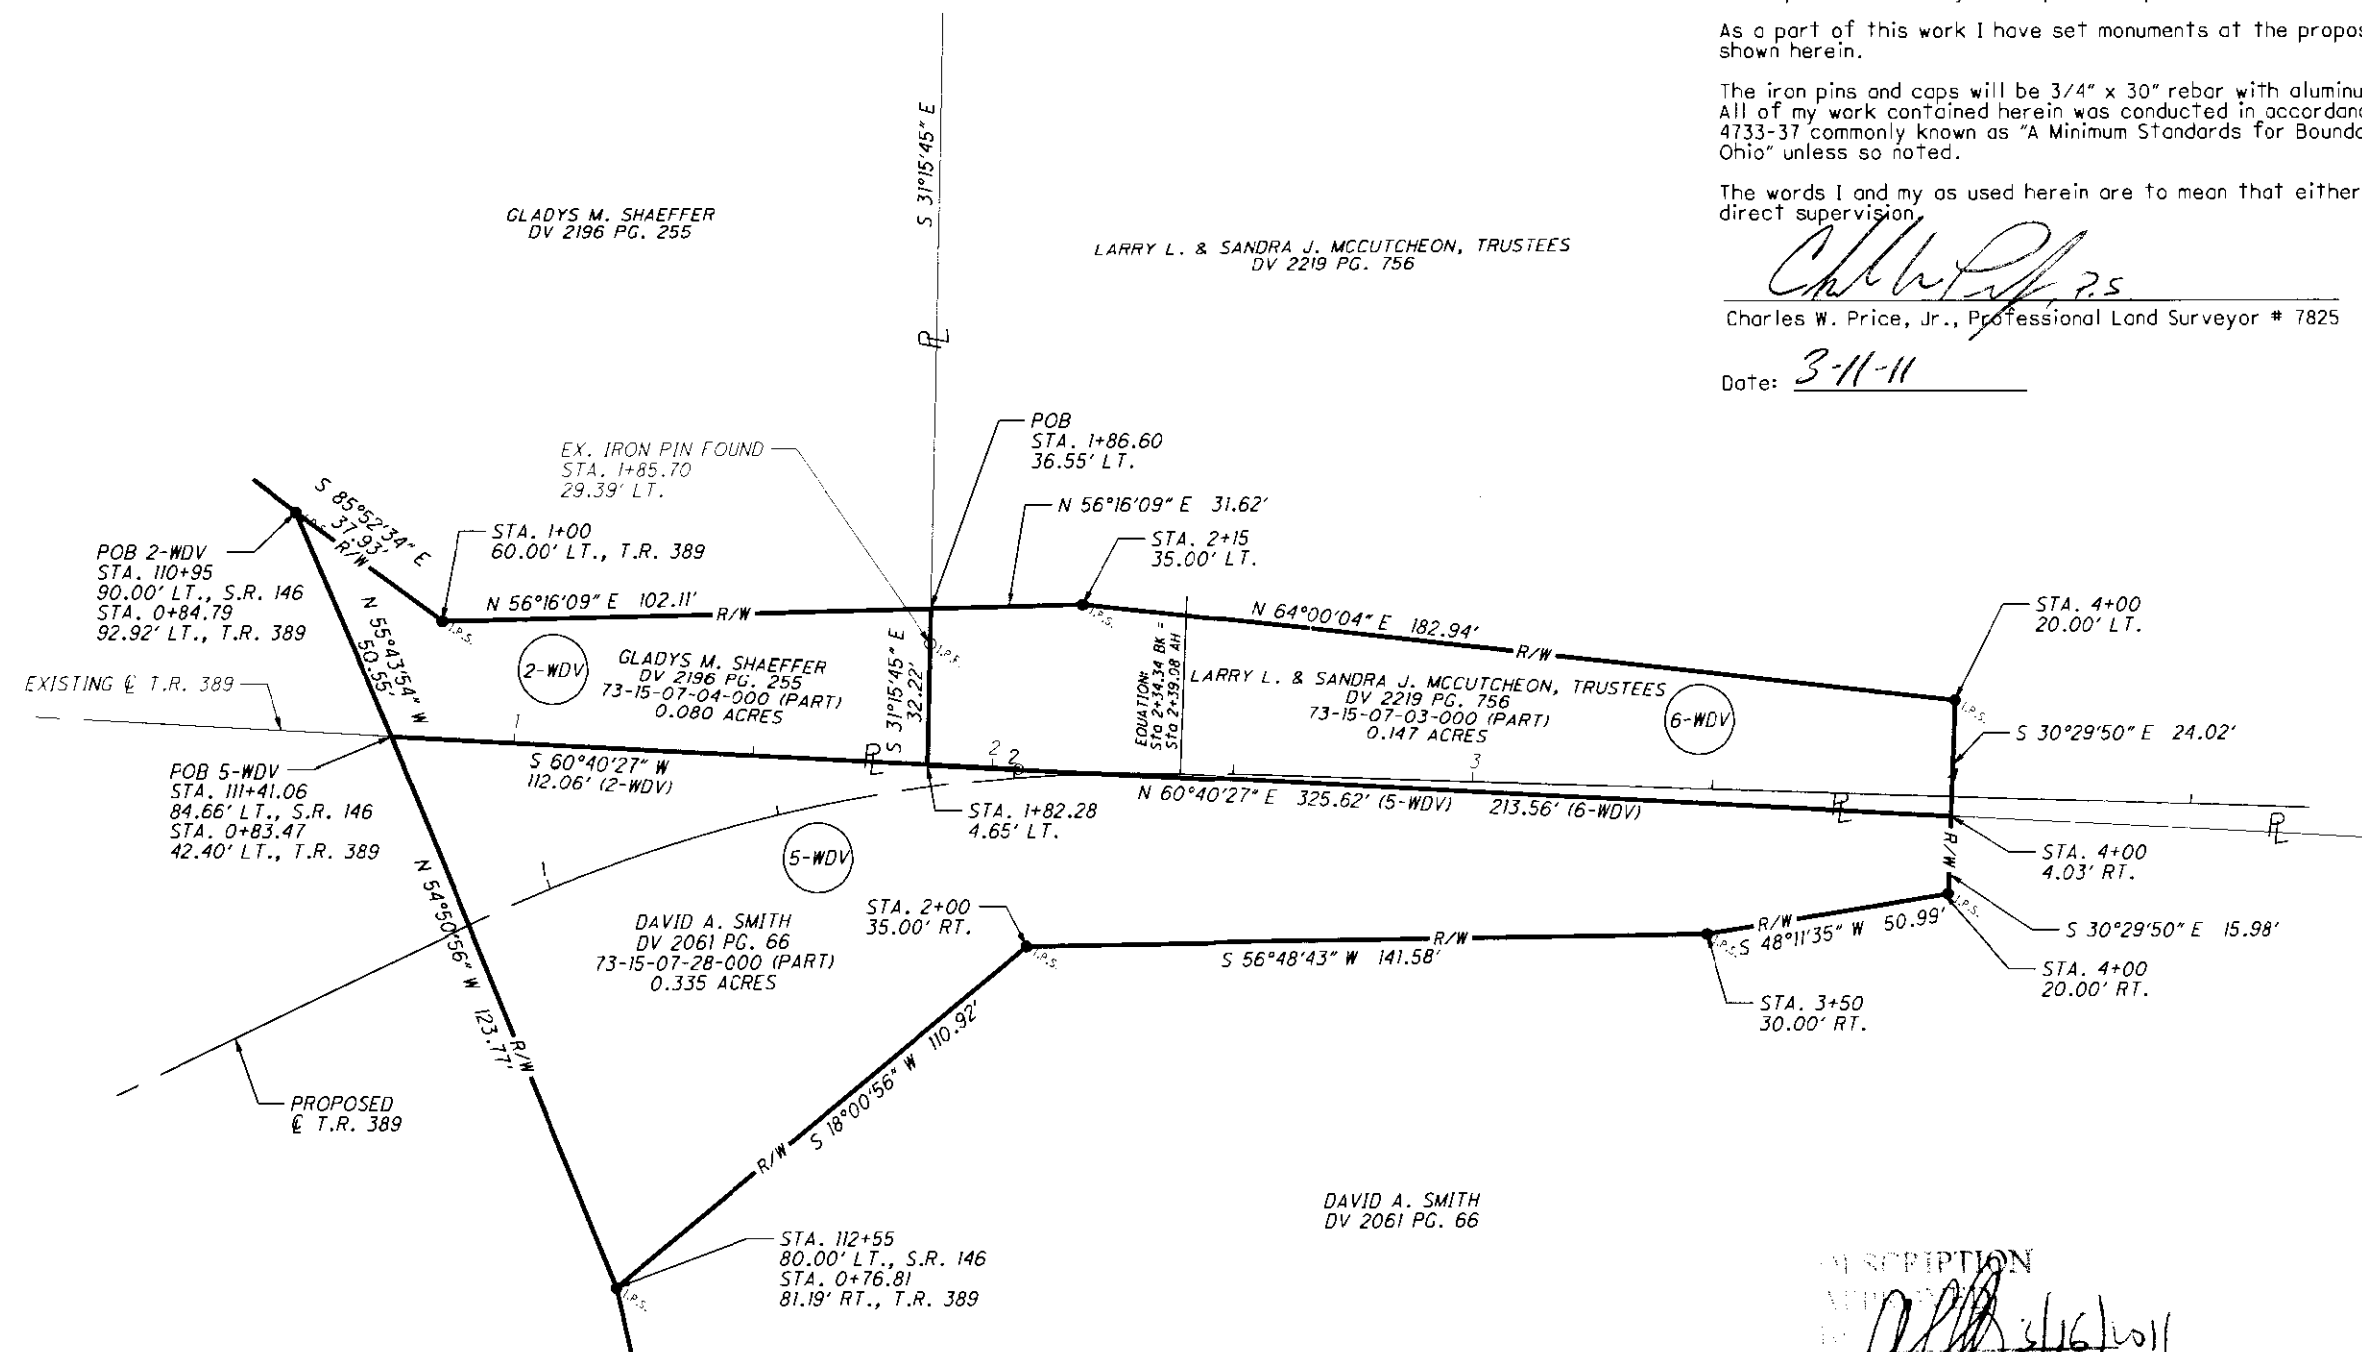 As a part of this work I have set monuments at the propos
shown herein.
The iron pins and caps will be 3/4" x 30" rebar with aluminu
All of my work contained herein was conducted in accordanc
4733-37 commonly known as "A Minimum Standards for Bounda
Ohio" unless so noted.
The words I and my as used herein are to mean that either
direct supervision.
P.S.
Charles W. Price, Jr., Professional Land Surveyor # 7825
Date: 3-11-11
S 31°15'45" E
GLADYS M. SHAEFFER
DV 2196 PG. 255
LARRY L. & SANDRA J. MCCUTCHEON, TRUSTEES
DV 2219 PG. 756
PL
POB
STA. 1+86.60
36.55' LT.
EX. IRON PIN FOUND
STA. 1+85.70
29.39' LT.
N 56°16'09" E 31.62'
STA. 2+15
35.00' LT.
I.P.S.
S 85°52'34" E
37.93'
R/W
I.P.S.
STA. 1+00
60.00' LT., T.R. 389
I.P.S.
POB 2-WDV
STA. 110+95
90.00' LT., S.R. 146
STA. 0+84.79
92.92' LT., T.R. 389
N 56°16'09" E 102.11'
R/W
N 64°00'04" E 182.94'
R/W
STA. 4+00
20.00' LT.
I.P.S.
N 55°43'54" W
50.55'
2-WDV
GLADYS M. SHAEFFER
DV 2196 PG. 255
73-15-07-04-000 (PART)
0.080 ACRES
S 31°15'45" E
32.22'
I.P.F.
EQUATION:
Sta 2+34.34 BK =
Sta 2+39.08 AH
LARRY L. & SANDRA J. MCCUTCHEON, TRUSTEES
DV 2219 PG. 756
73-15-07-03-000 (PART)
0.147 ACRES
6-WDV
S 30°29'50" E 24.02'
EXISTING ℄ T.R. 389
1
PL
2
2
3
S 60°40'27" W
112.06' (2-WDV)
POB 5-WDV
STA. 111+41.06
84.66' LT., S.R. 146
STA. 0+83.47
42.40' LT., T.R. 389
N 60°40'27" E 325.62' (5-WDV) 213.56' (6-WDV)
PL
PL
STA. 1+82.28
4.65' LT.
5-WDV
1
R/W
STA. 4+00
4.03' RT.
N 54°50'56" W 123.77'
R/W
DAVID A. SMITH
DV 2061 PG. 66
73-15-07-28-000 (PART)
0.335 ACRES
STA. 2+00
35.00' RT.
I.P.S.
R/W
S 56°48'43" W 141.58'
R/W
S 48°11'35" W 50.99'
I.P.S.
I.P.S.
S 30°29'50" E 15.98'
STA. 4+00
20.00' RT.
STA. 3+50
30.00' RT.
S 18°00'56" W 110.92'
R/W
PROPOSED
℄ T.R. 389
DAVID A. SMITH
DV 2061 PG. 66
STA. 112+55
80.00' LT., S.R. 146
STA. 0+76.81
81.19' RT., T.R. 389
I.P.S.
3/16/2011